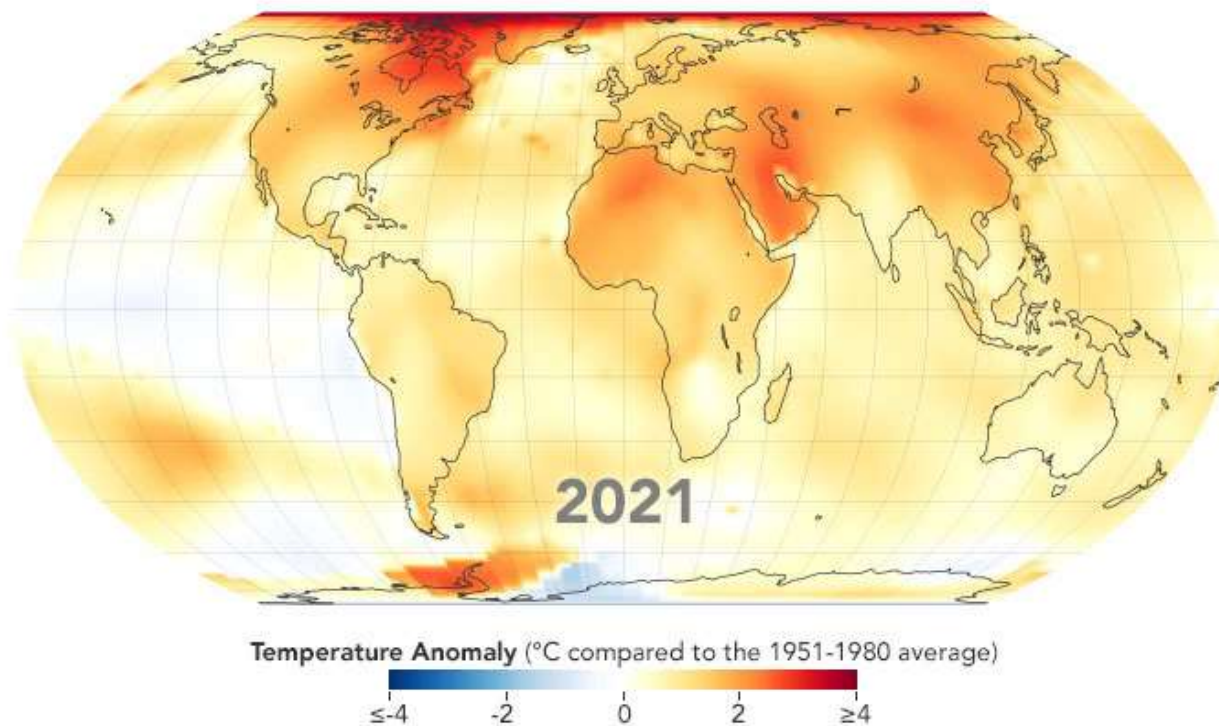 2021
Temperature Anomaly (°C compared to the 1951-1980 average)
≤-4 -2 0 2 ≥4